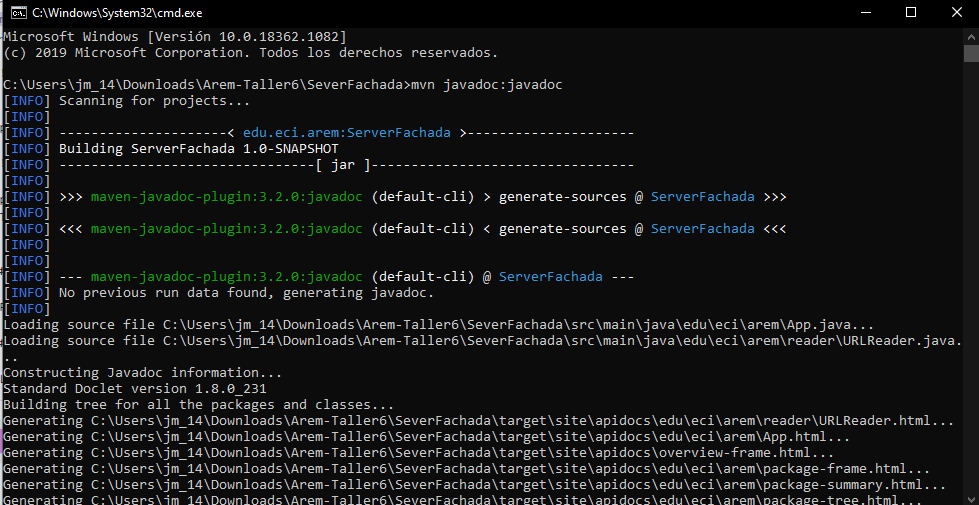 C:\Windows\System32\cmd.exe
Microsoft Windows [Versión 10.0.18362.1082]
(c) 2019 Microsoft Corporation. Todos los derechos reservados.
C:\Users\jm_14\Downloads\Arem-Taller6\SeverFachada>mvn javadoc:javadoc
[INFO] Scanning for projects...
[INFO]
[INFO] ---------------------< edu.eci.arem:ServerFachada >---------------------
[INFO] Building ServerFachada 1.0-SNAPSHOT
[INFO] --------------------------------[ jar ]---------------------------------
[INFO]
[INFO] >>> maven-javadoc-plugin:3.2.0:javadoc (default-cli) > generate-sources @ ServerFachada >>>
[INFO]
[INFO] <<< maven-javadoc-plugin:3.2.0:javadoc (default-cli) < generate-sources @ ServerFachada <<<
[INFO]
[INFO]
[INFO] --- maven-javadoc-plugin:3.2.0:javadoc (default-cli) @ ServerFachada ---
[INFO] No previous run data found, generating javadoc.
[INFO]
Loading source file C:\Users\jm_14\Downloads\Arem-Taller6\SeverFachada\src\main\java\edu\eci\arem\App.java...
Loading source file C:\Users\jm_14\Downloads\Arem-Taller6\SeverFachada\src\main\java\edu\eci\arem\reader\URLReader.java.
..
Constructing Javadoc information...
Standard Doclet version 1.8.0_231
Building tree for all the packages and classes...
Generating C:\Users\jm_14\Downloads\Arem-Taller6\SeverFachada\target\site\apidocs\edu\eci\arem\reader\URLReader.html...
Generating C:\Users\jm_14\Downloads\Arem-Taller6\SeverFachada\target\site\apidocs\edu\eci\arem\App.html...
Generating C:\Users\jm_14\Downloads\Arem-Taller6\SeverFachada\target\site\apidocs\overview-frame.html...
Generating C:\Users\jm_14\Downloads\Arem-Taller6\SeverFachada\target\site\apidocs\edu\eci\arem\package-frame.html...
Generating C:\Users\jm_14\Downloads\Arem-Taller6\SeverFachada\target\site\apidocs\edu\eci\arem\package-summary.html...
Generating C:\Users\jm_14\Downloads\Arem-Taller6\SeverFachada\target\site\apidocs\edu\eci\arem\package-tree.html...